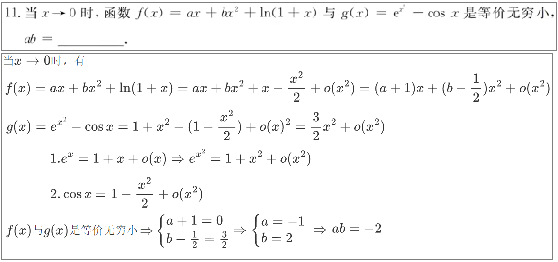 11. 当 x→0 时, 函数 f(x) = ax + bx² + ln(1 + x) 与 g(x) = e^{x²} − cos x 是等价无穷小,
ab = ________.
当x → 0时，有
f(x) = ax + bx² + ln(1 + x) = ax + bx² + x − x²/2 + o(x²) = (a + 1)x + (b − 1/2)x² + o(x²)
g(x) = e^{x²} − cos x = 1 + x² − (1 − x²/2) + o(x)² = 3/2 x² + o(x²)
1.e^x = 1 + x + o(x) ⇒ e^{x²} = 1 + x² + o(x²)
2. cos x = 1 − x²/2 + o(x²)
f(x)与g(x)是等价无穷小 ⇒ { a + 1 = 0 , b − 1/2 = 3/2 ⇒ { a = −1 , b = 2 ⇒ ab = −2